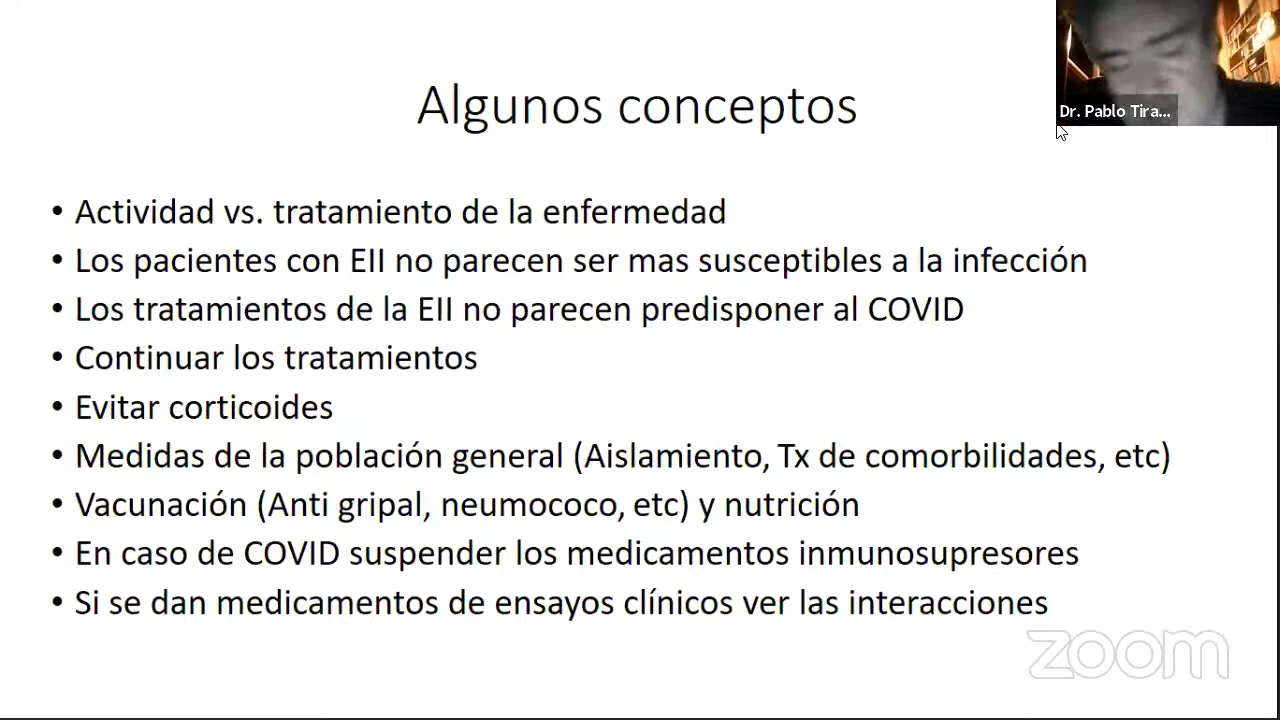 Algunos conceptos
Dr. Pablo Tira...
• Actividad vs. tratamiento de la enfermedad
• Los pacientes con EII no parecen ser mas susceptibles a la infección
• Los tratamientos de la EII no parecen predisponer al COVID
• Continuar los tratamientos
• Evitar corticoides
• Medidas de la población general (Aislamiento, Tx de comorbilidades, etc)
• Vacunación (Anti gripal, neumococo, etc) y nutrición
• En caso de COVID suspender los medicamentos inmunosupresores
• Si se dan medicamentos de ensayos clínicos ver las interacciones
zoom